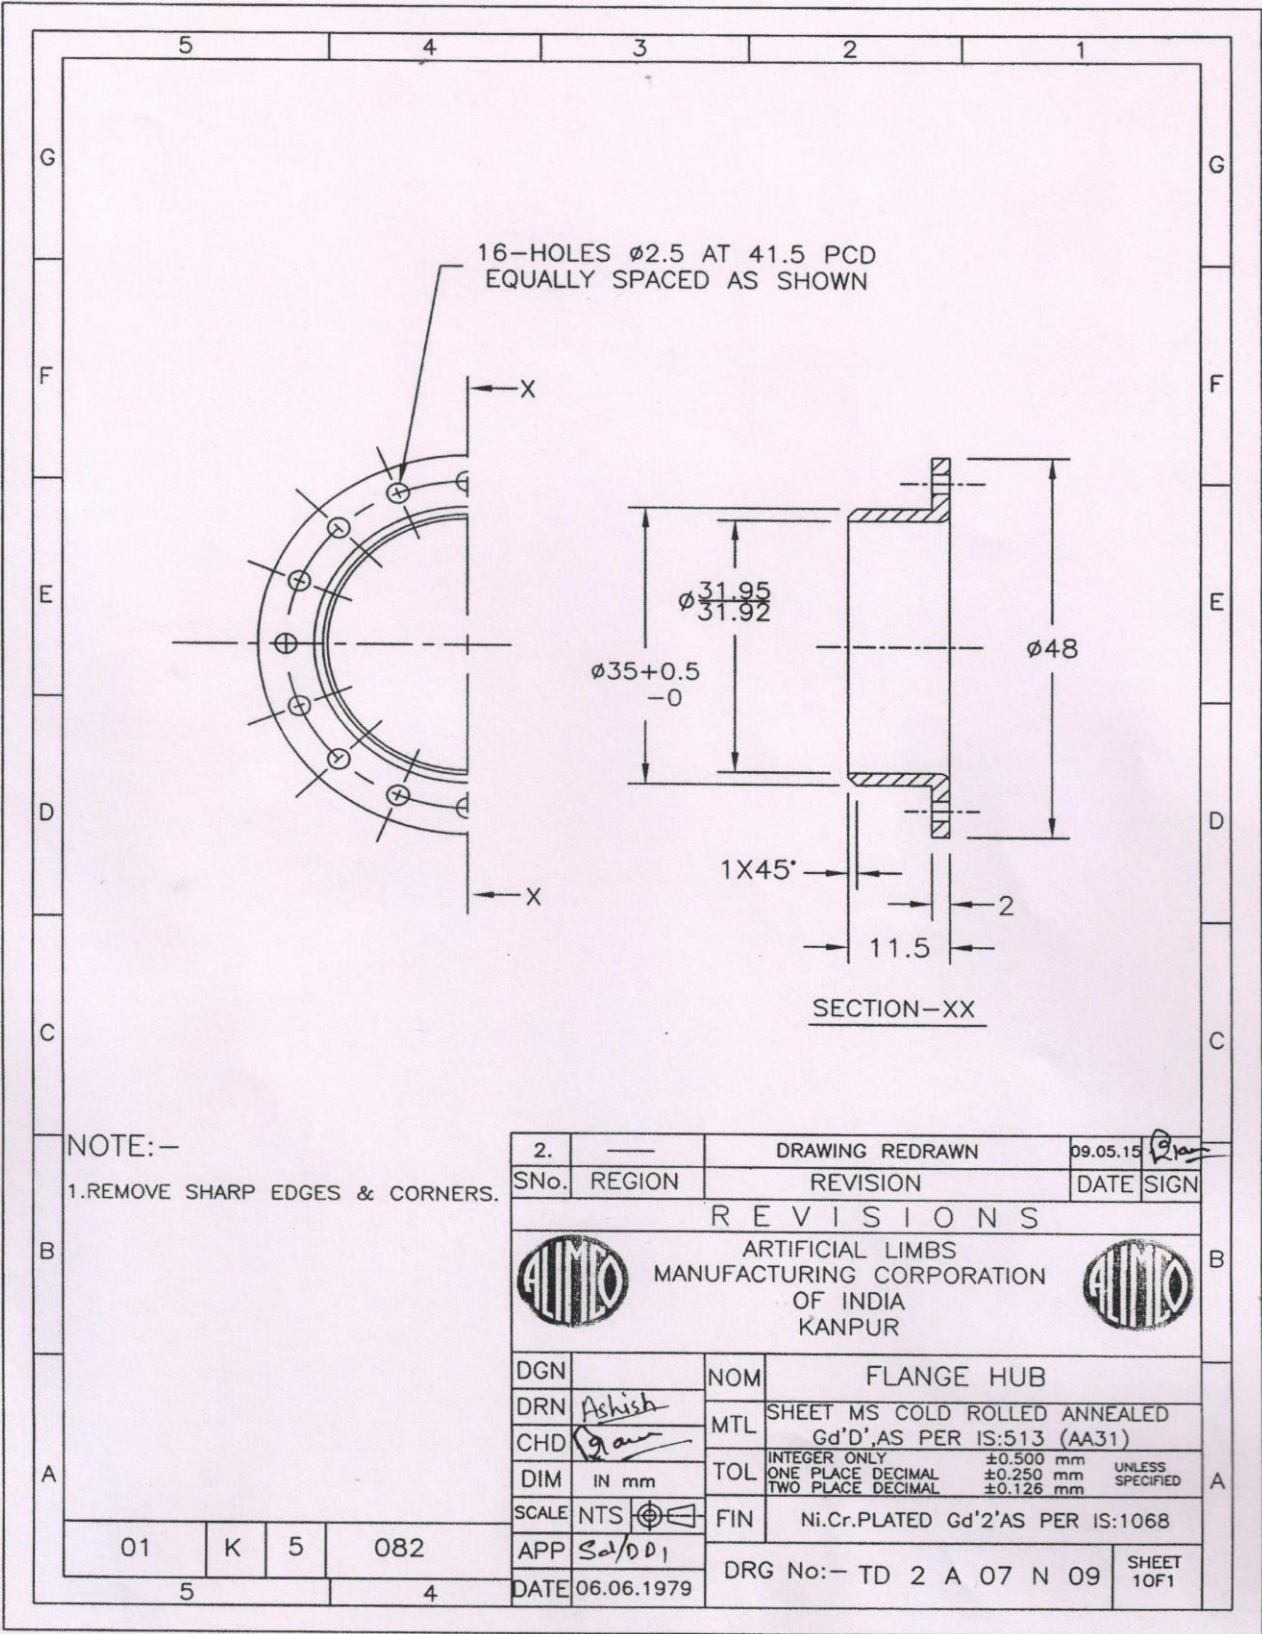 5 4 3 2 1
G G
16-HOLES ø2.5 AT 41.5 PCD
EQUALLY SPACED AS SHOWN
F F
X
E E
ø31.95
31.92
ø48
ø35+0.5
-0
D D
1X45°
X
2
11.5
SECTION-XX
C C
NOTE:-
1.REMOVE SHARP EDGES & CORNERS.
2. — DRAWING REDRAWN 09.05.15
SNo. REGION REVISION DATE SIGN
REVISIONS
B B
ALIMCO
ARTIFICIAL LIMBS
MANUFACTURING CORPORATION
OF INDIA
KANPUR
ALIMCO
DGN
NOM FLANGE HUB
DRN Ashish
MTL SHEET MS COLD ROLLED ANNEALED
Gd'D',AS PER IS:513 (AA31)
CHD
A A
DIM IN mm
TOL INTEGER ONLY ±0.500 mm
ONE PLACE DECIMAL ±0.250 mm
TWO PLACE DECIMAL ±0.126 mm
UNLESS
SPECIFIED
SCALE NTS
FIN Ni.Cr.PLATED Gd'2'AS PER IS:1068
01 K 5 082
APP Sd/DDI
DRG No:- TD 2 A 07 N 09
SHEET
1OF1
5 4
DATE 06.06.1979